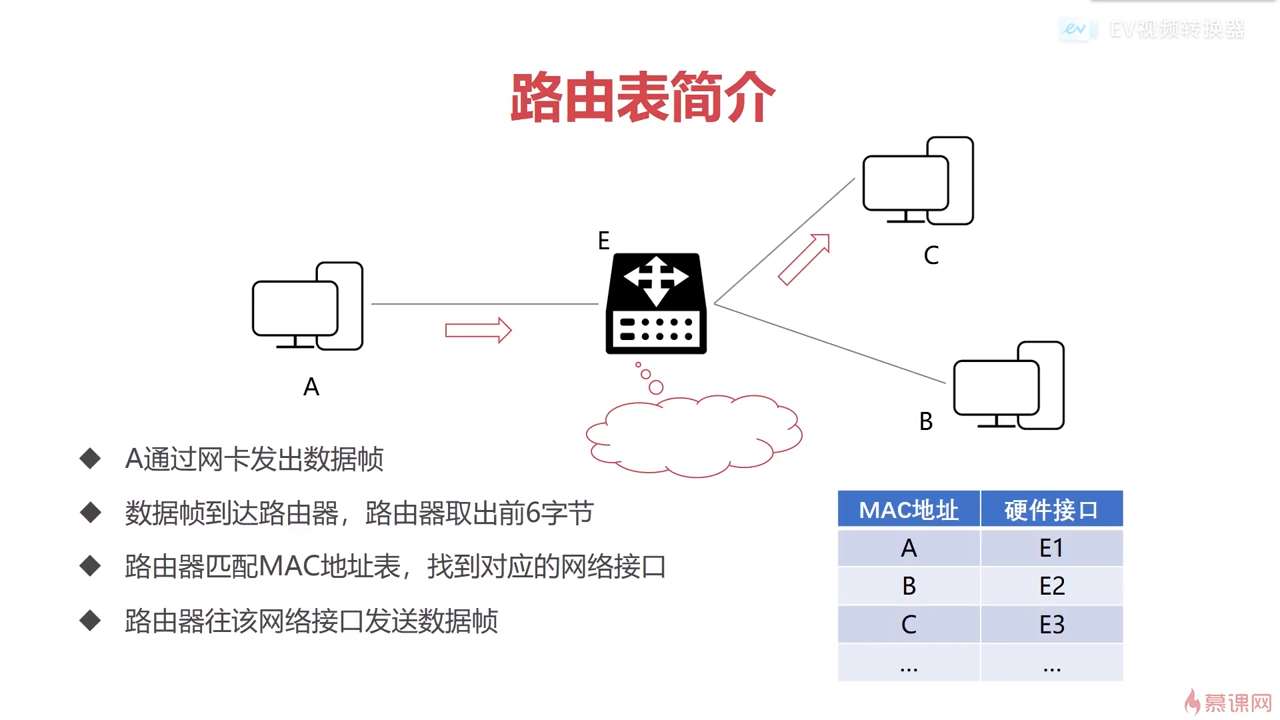 EV视频转换器
路由表简介
C
E
A
B
A通过网卡发出数据帧
数据帧到达路由器，路由器取出前6字节
路由器匹配MAC地址表，找到对应的网络接口
路由器往该网络接口发送数据帧
MAC地址 硬件接口
A E1
B E2
C E3
... ...
慕课网